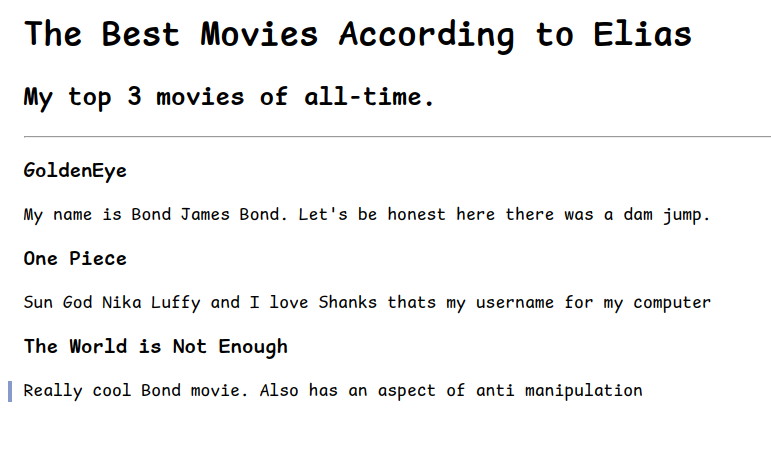 The Best Movies According to Elias
My top 3 movies of all-time.
GoldenEye
My name is Bond James Bond. Let's be honest here there was a dam jump.
One Piece
Sun God Nika Luffy and I love Shanks thats my username for my computer
The World is Not Enough
Really cool Bond movie. Also has an aspect of anti manipulation